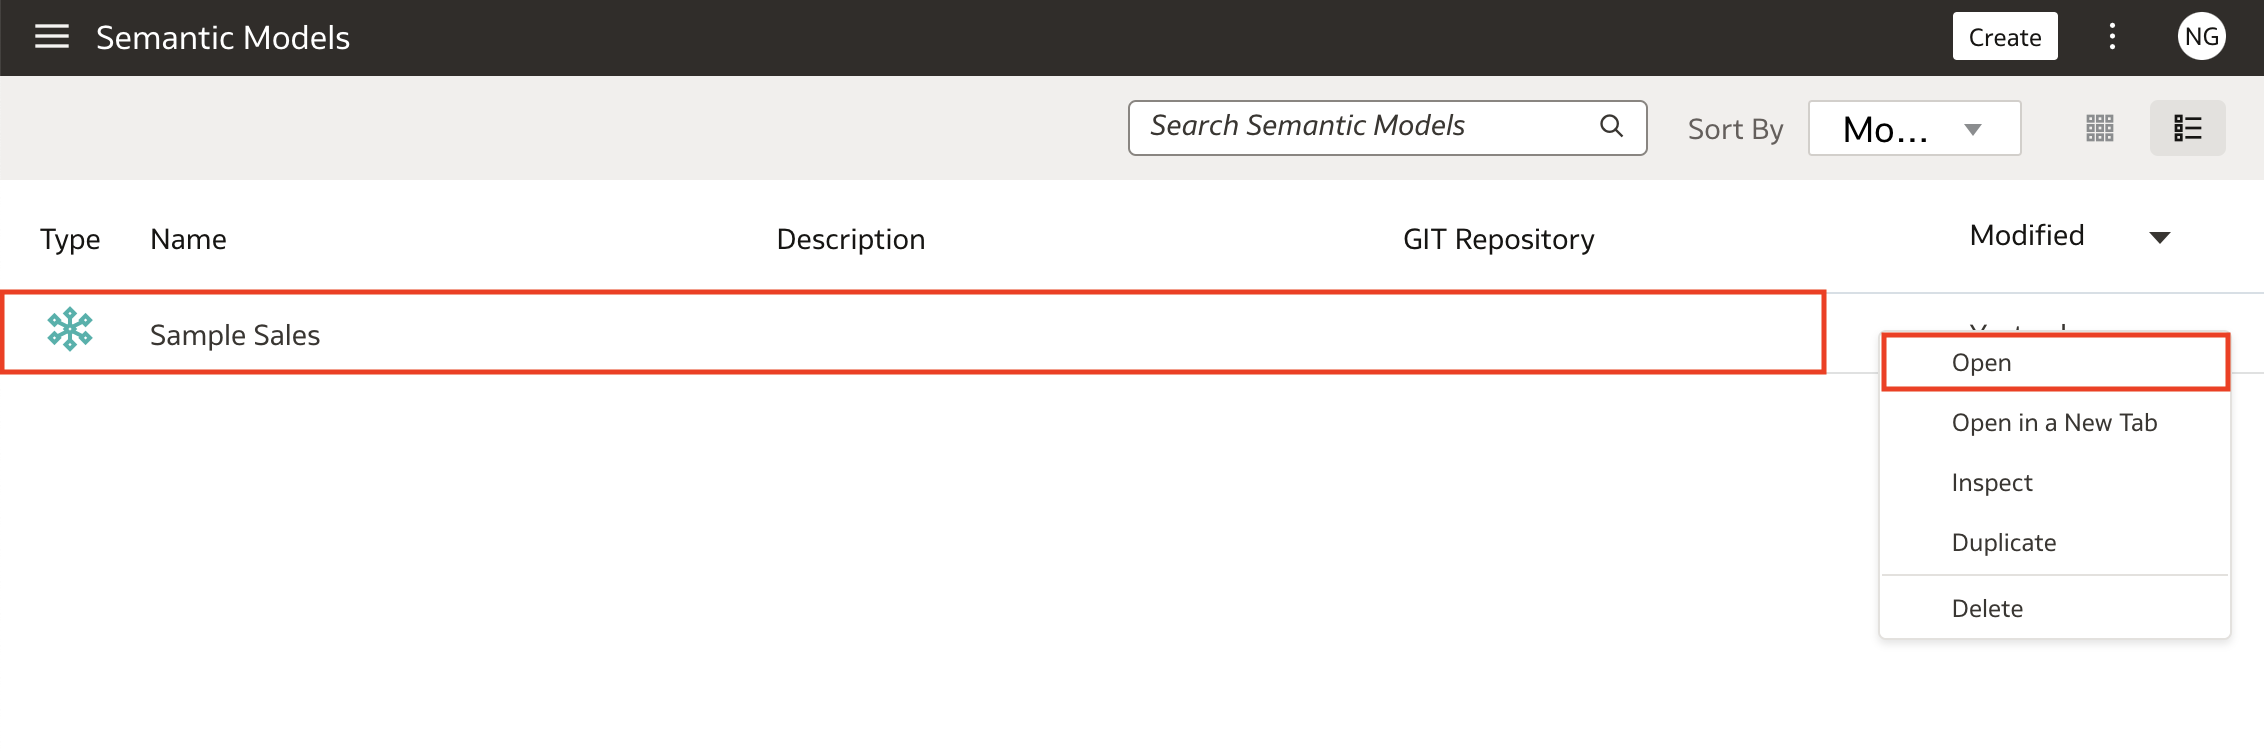 Semantic Models
Create
NG
Search Semantic Models
Sort By
Mo...
Type
Name
Description
GIT Repository
Modified
Sample Sales
Open
Open in a New Tab
Inspect
Duplicate
Delete